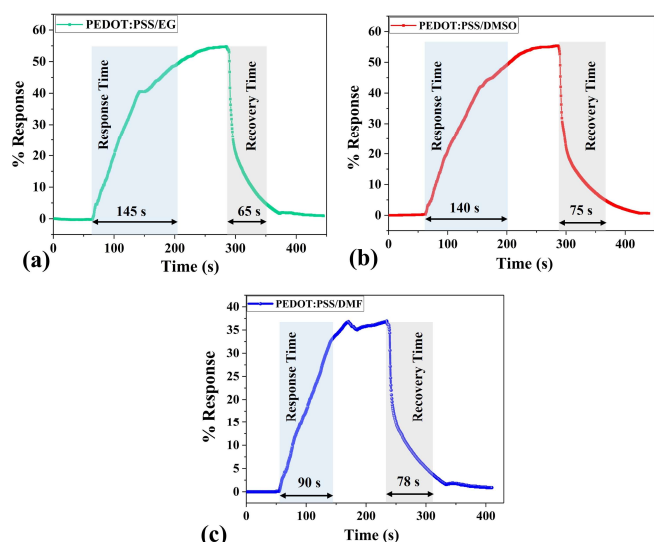 PEDOT:PSS/EG
60
50
40
30
20
10
0
% Response
Response Time
Recovery Time
145 s
65 s
0
100
200
300
400
Time (s)
(a)
PEDOT:PSS/DMSO
60
50
40
30
20
10
0
% Response
Response Time
Recovery Time
140 s
75 s
0
100
200
300
400
Time (s)
(b)
PEDOT:PSS/DMF
40
35
30
25
20
15
10
5
0
% Response
Response Time
Recovery Time
90 s
78 s
0
100
200
300
400
Time (s)
(c)